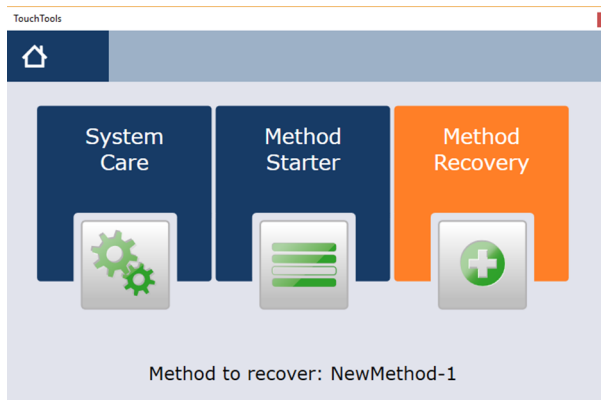 TouchTools
System
Care
Method
Starter
Method
Recovery
Method to recover: NewMethod-1